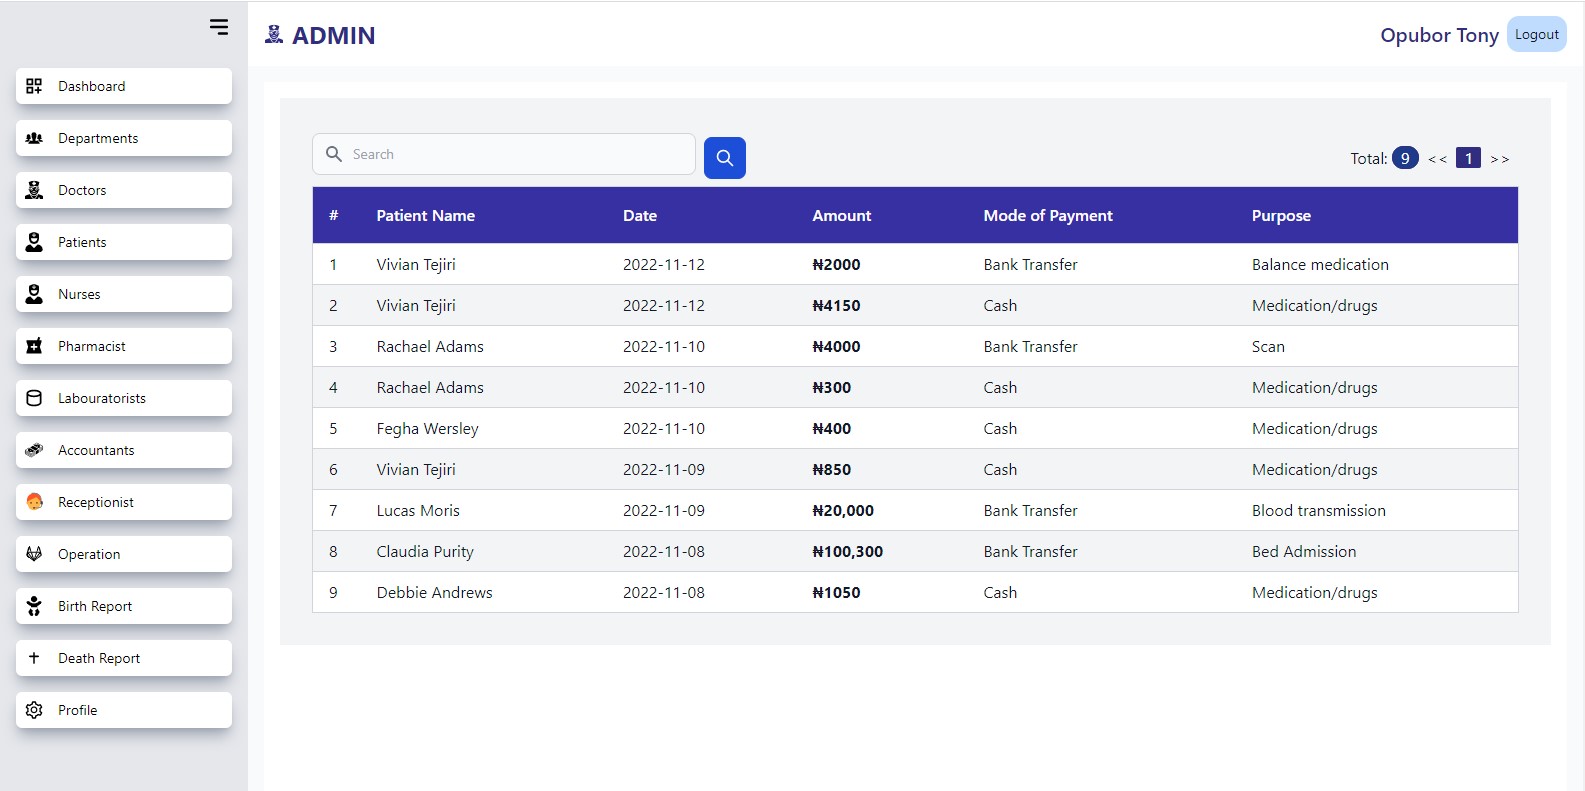 ADMIN
Opubor Tony Logout
Dashboard
Departments
Doctors
Patients
Nurses
Pharmacist
Labouratorists
Accountants
Receptionist
Operation
Birth Report
Death Report
Profile
Search
Total: 9 << 1 >>
# Patient Name Date Amount Mode of Payment Purpose
1 Vivian Tejiri 2022-11-12 ₦2000 Bank Transfer Balance medication
2 Vivian Tejiri 2022-11-12 ₦4150 Cash Medication/drugs
3 Rachael Adams 2022-11-10 ₦4000 Bank Transfer Scan
4 Rachael Adams 2022-11-10 ₦300 Cash Medication/drugs
5 Fegha Wersley 2022-11-10 ₦400 Cash Medication/drugs
6 Vivian Tejiri 2022-11-09 ₦850 Cash Medication/drugs
7 Lucas Moris 2022-11-09 ₦20,000 Bank Transfer Blood transmission
8 Claudia Purity 2022-11-08 ₦100,300 Bank Transfer Bed Admission
9 Debbie Andrews 2022-11-08 ₦1050 Cash Medication/drugs